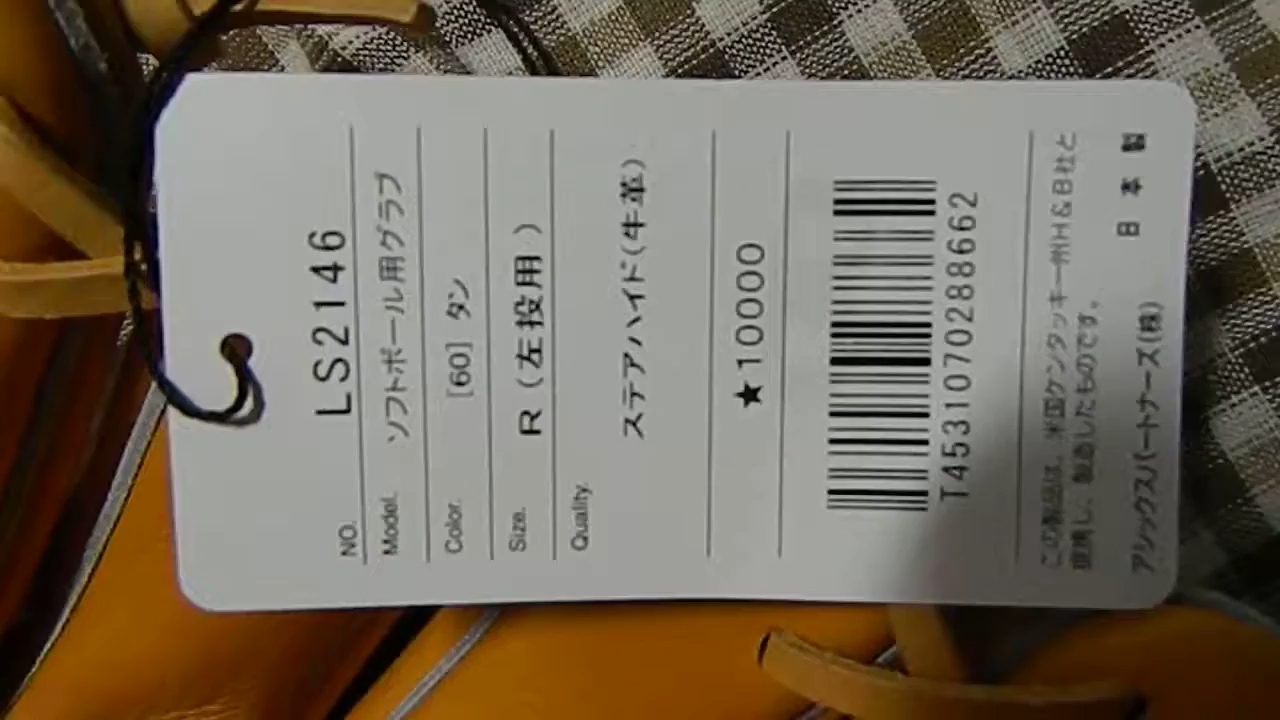 NO. LS2146
Model. ソフトボール用グラブ
Color. [60] タン
Size. R (左投用)
Quality.
ステアハイド(牛革)
★10000
T4531070288662
この製品は、米国ケンタッキー州H&B社と
提携し、製造したものです。
日本製
アシックスパートナーズ(株)